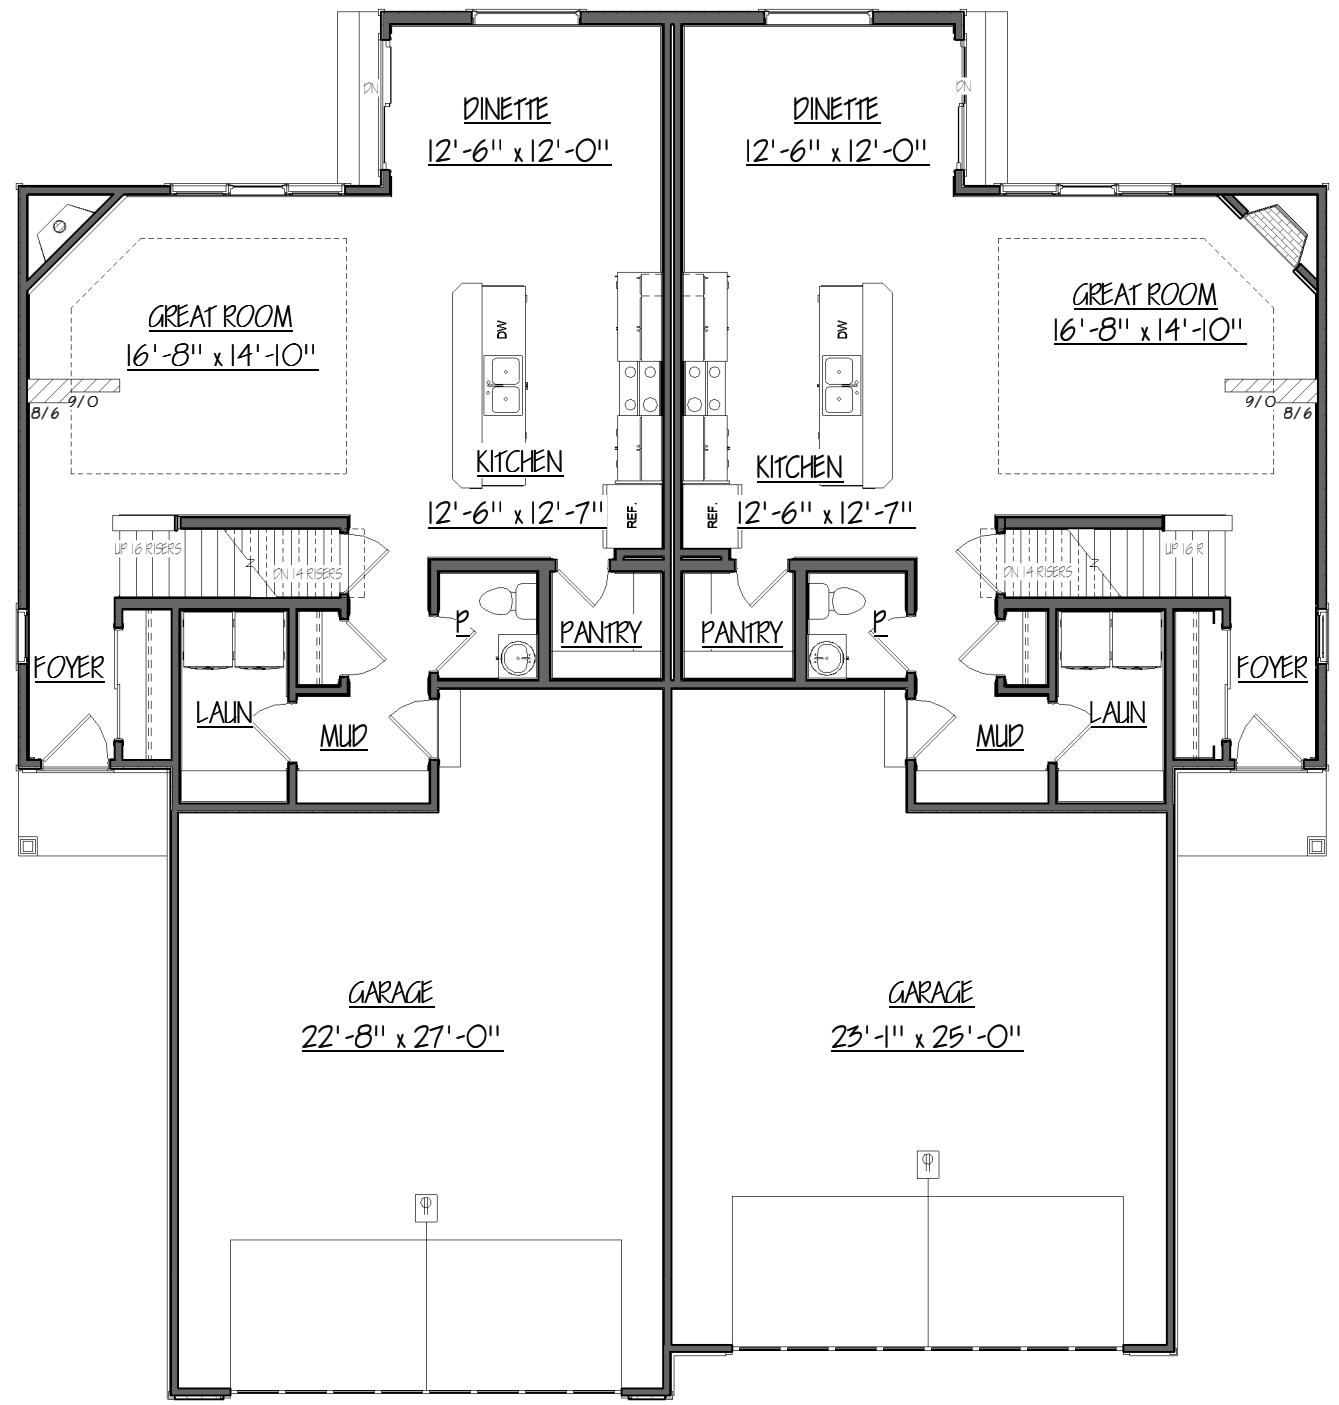 DN
DN
DINETTE
12'-6" x 12'-0"
DINETTE
12'-6" x 12'-0"
GREAT ROOM
16'-8" x 14'-10"
GREAT ROOM
16'-8" x 14'-10"
DW
DW
9/0
8/6
9/0
8/6
KITCHEN
12'-6" x 12'-7"
KITCHEN
12'-6" x 12'-7"
REF.
REF.
UP 16 RISERS
DN 14 RISERS
DN 14 RISERS
UP 16 R
P
PANTRY
PANTRY
P
FOYER
FOYER
LAUN
MUD
MUD
LAUN
GARAGE
22'-8" x 27'-0"
GARAGE
23'-1" x 25'-0"